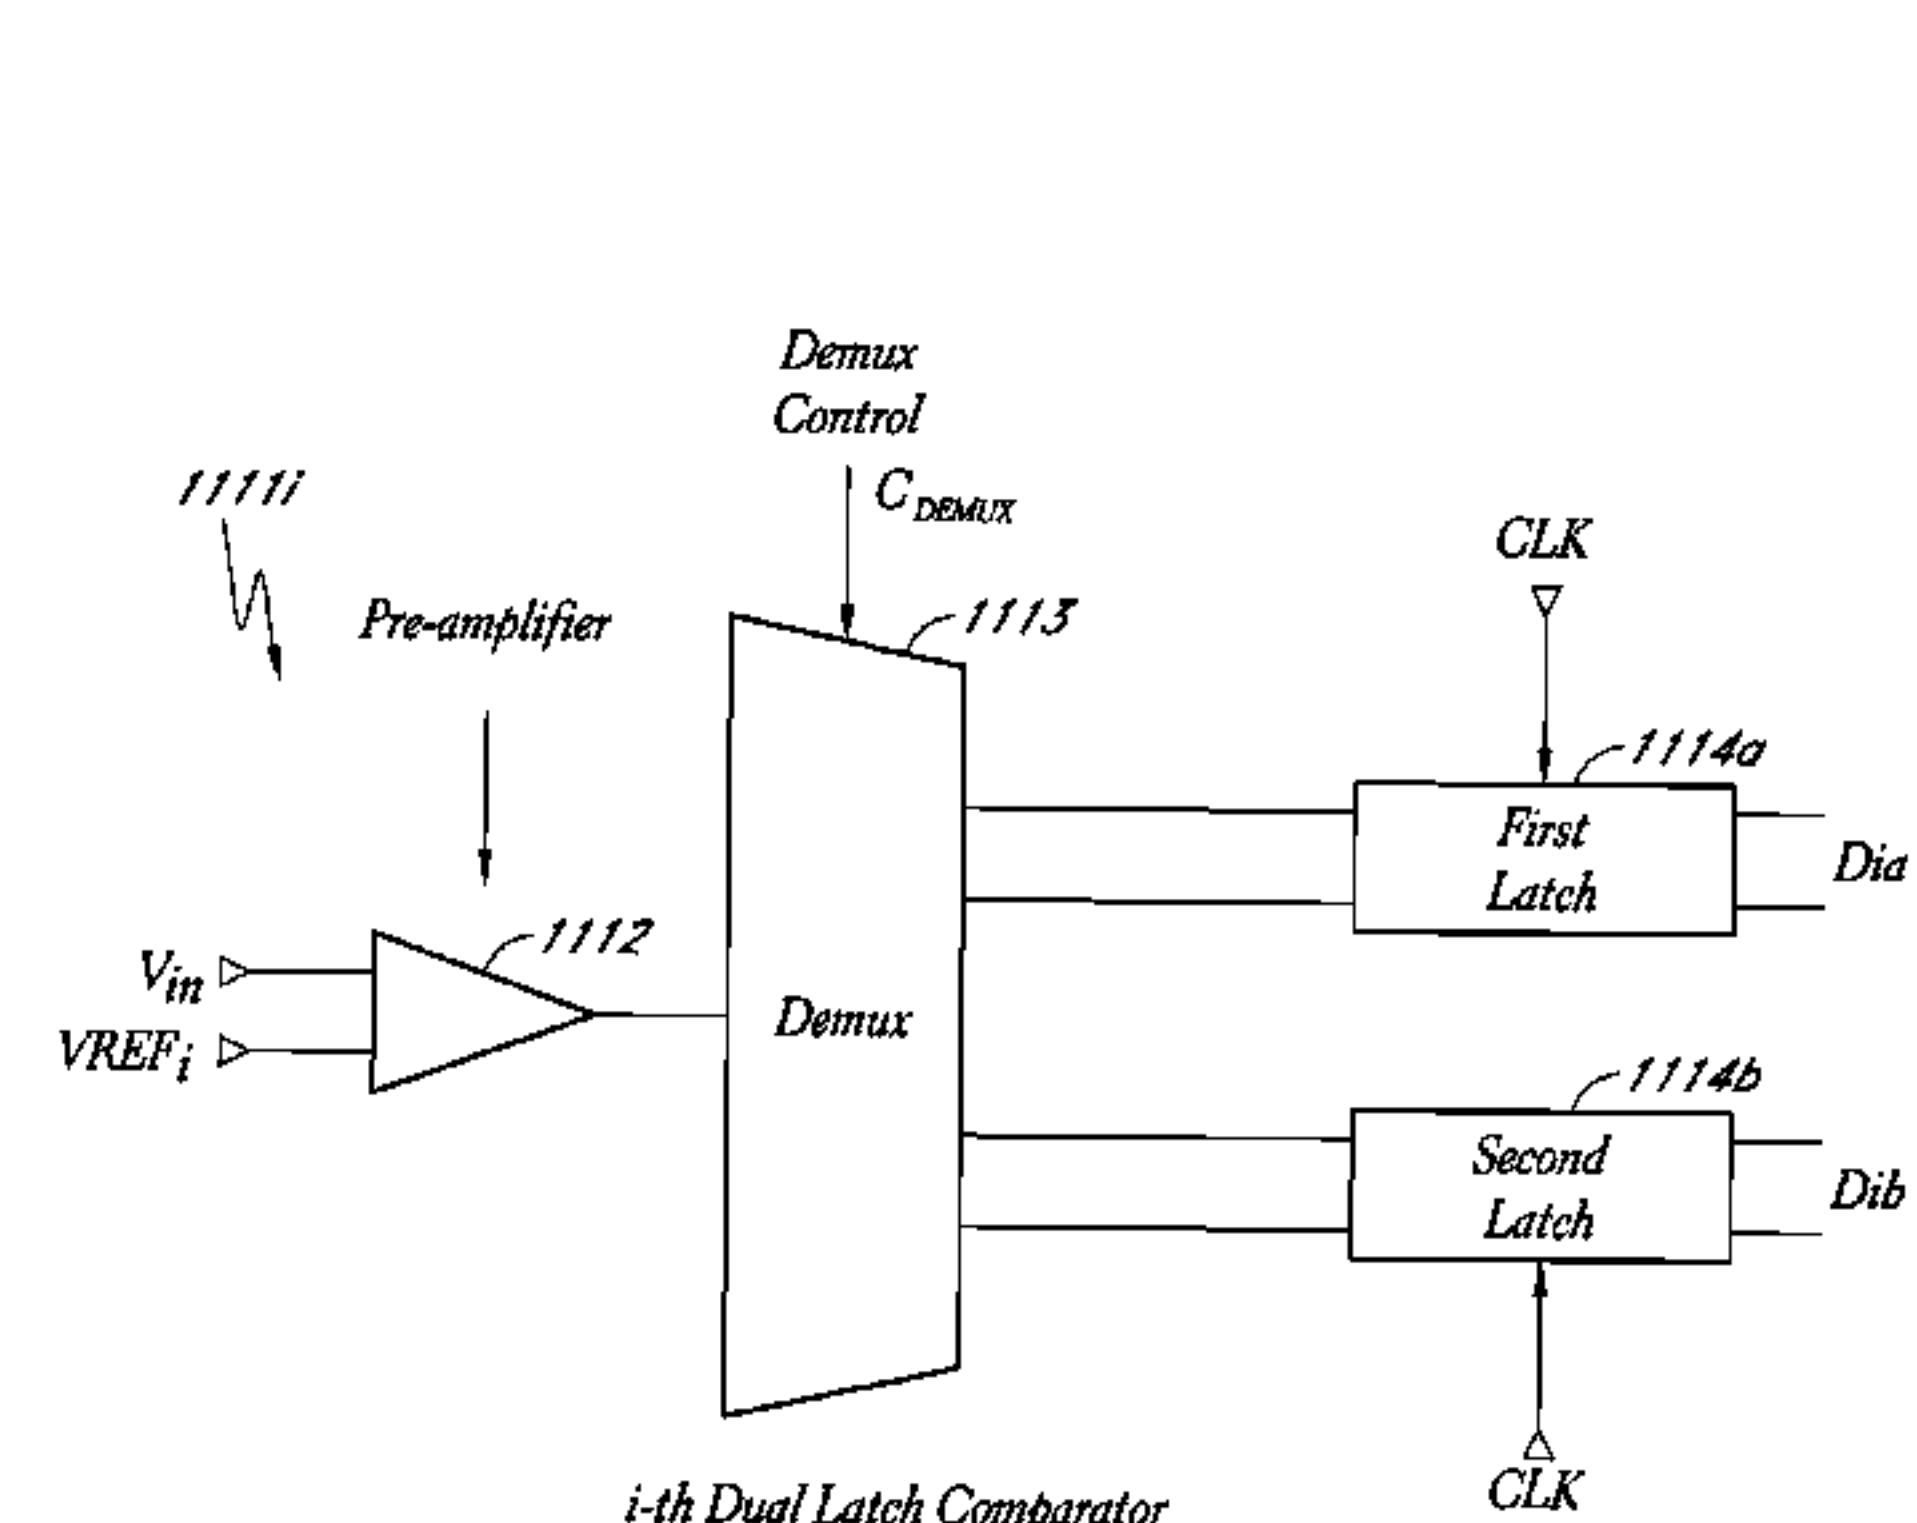 Demux
Control
C DEMUX
1111i
CLK
Pre-amplifier
1113
1114a
First
Latch
Dia
1112
Vin
VREFi
Demux
1114b
Second
Latch
Dib
CLK
i-th Dual Latch Comparator